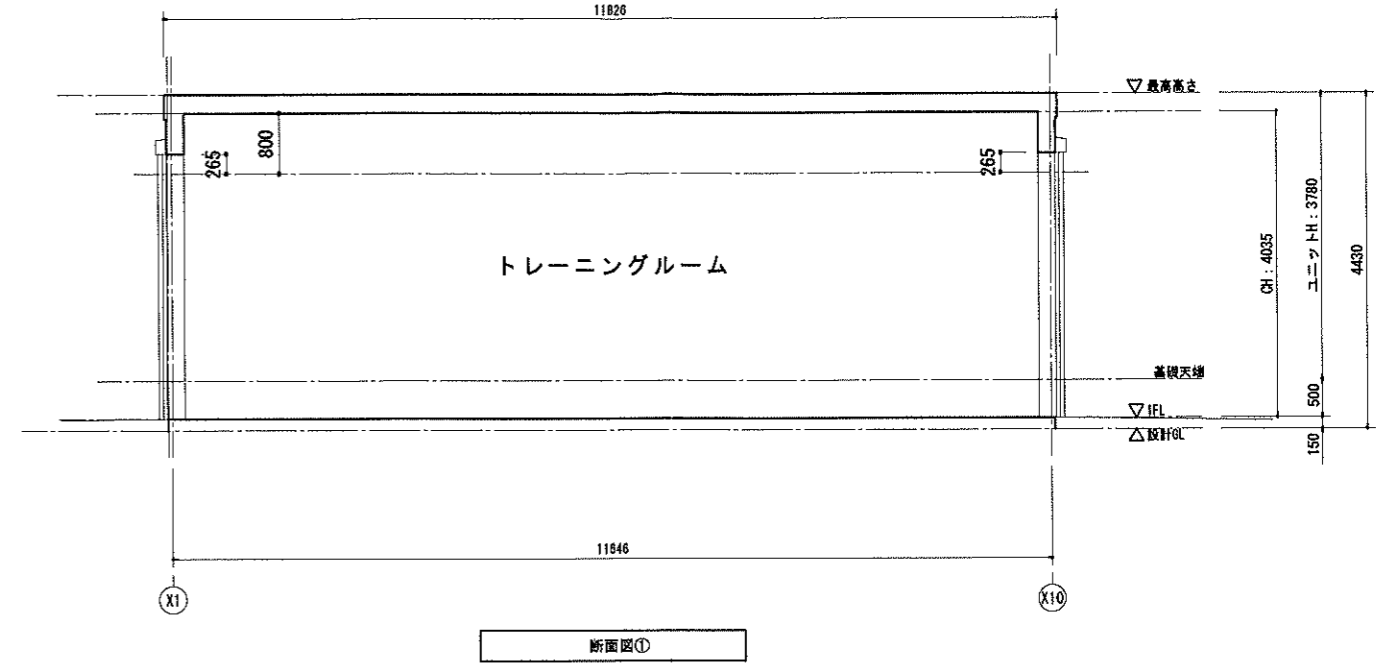 11826
▽ 最高高さ
800
265
265
トレーニングルーム
CH：4035
ユニットH：3780
4430
基礎天端
500
▽ 1FL
△ 設計GL
150
11646
X1
X10
断面図①